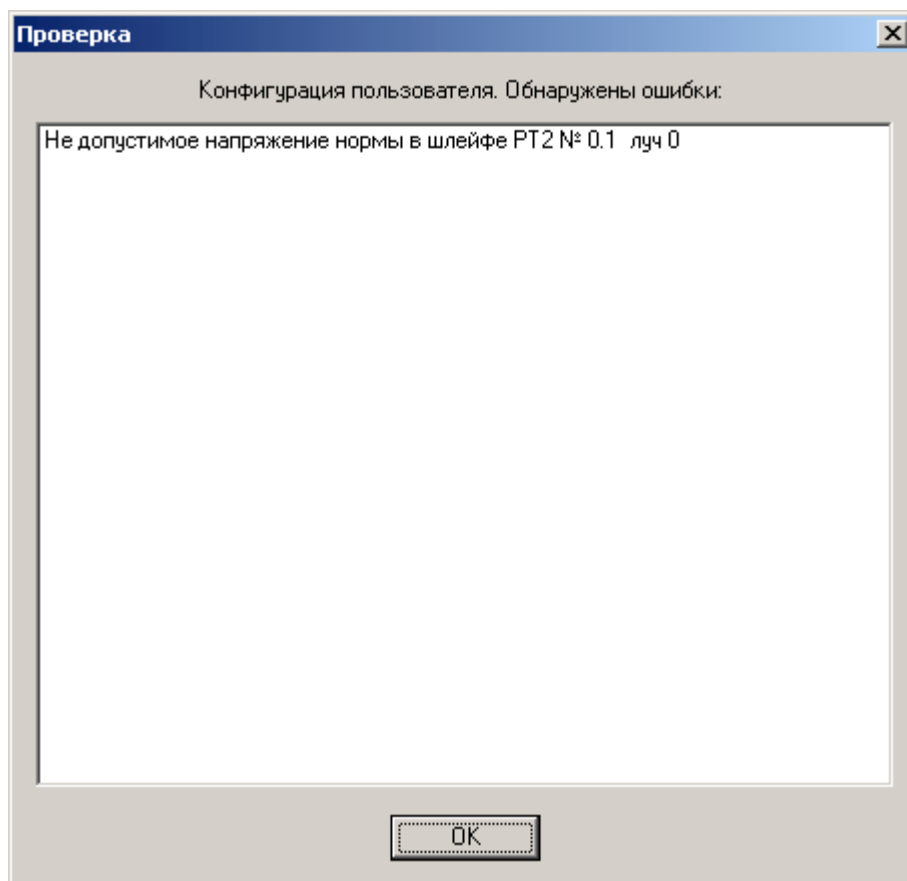 Проверка
Конфигурация пользователя. Обнаружены ошибки:
Не допустимое напряжение нормы в шлейфе РТ2 № 0.1 луч 0
OK